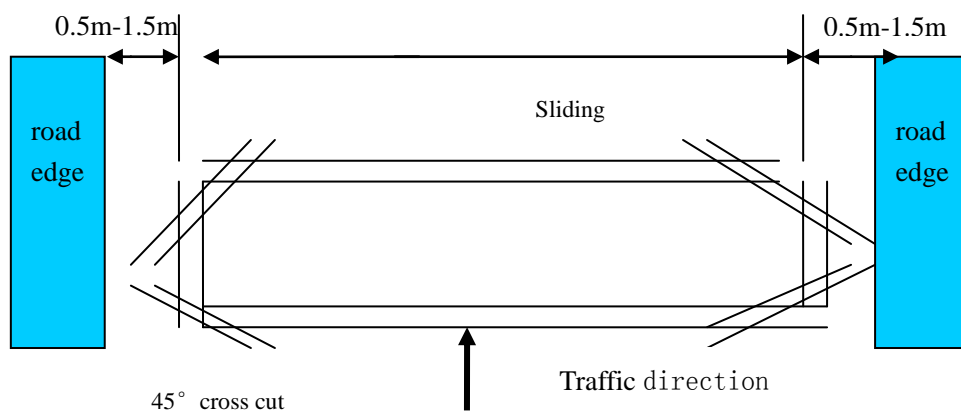 0.5m-1.5m
0.5m-1.5m
Sliding
road
edge
road
edge
Traffic direction
45° cross cut